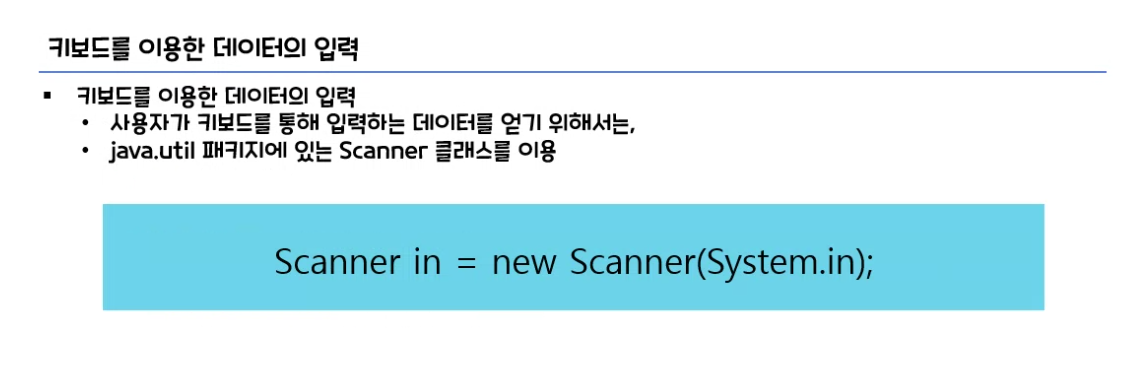 키보드를 이용한 데이터의 입력
▪ 키보드를 이용한 데이터의 입력
• 사용자가 키보드를 통해 입력하는 데이터를 얻기 위해서는,
• java.util 패키지에 있는 Scanner 클래스를 이용
Scanner in = new Scanner(System.in);